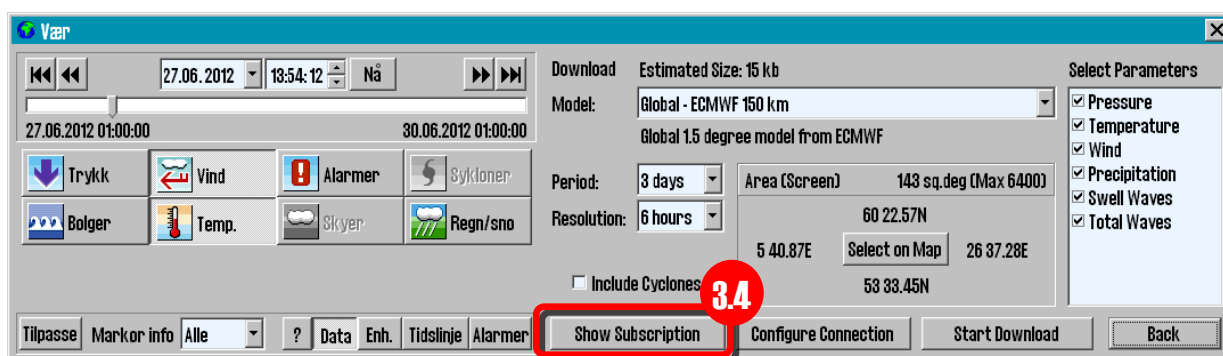 Vær
27.06.2012 13:54:12 Nå
27.06.2012 01:00:00 30.06.2012 01:00:00
Trykk Vind Alarmer Sykloner
Bolger Temp. Skyer Regn/sno
Download Estimated Size: 15 kb
Model: Global - ECMWF 150 km
Global 1.5 degree model from ECMWF
Period: 3 days
Resolution: 6 hours
Area (Screen) 143 sq.deg (Max 6400)
60 22.57N
5 40.87E Select on Map 26 37.28E
53 33.45N
Include Cyclones
3.4
Select Parameters
Pressure
Temperature
Wind
Precipitation
Swell Waves
Total Waves
Tilpasse Markor info Alle ? Data Enh. Tidslinje Alarmer Show Subscription Configure Connection Start Download Back